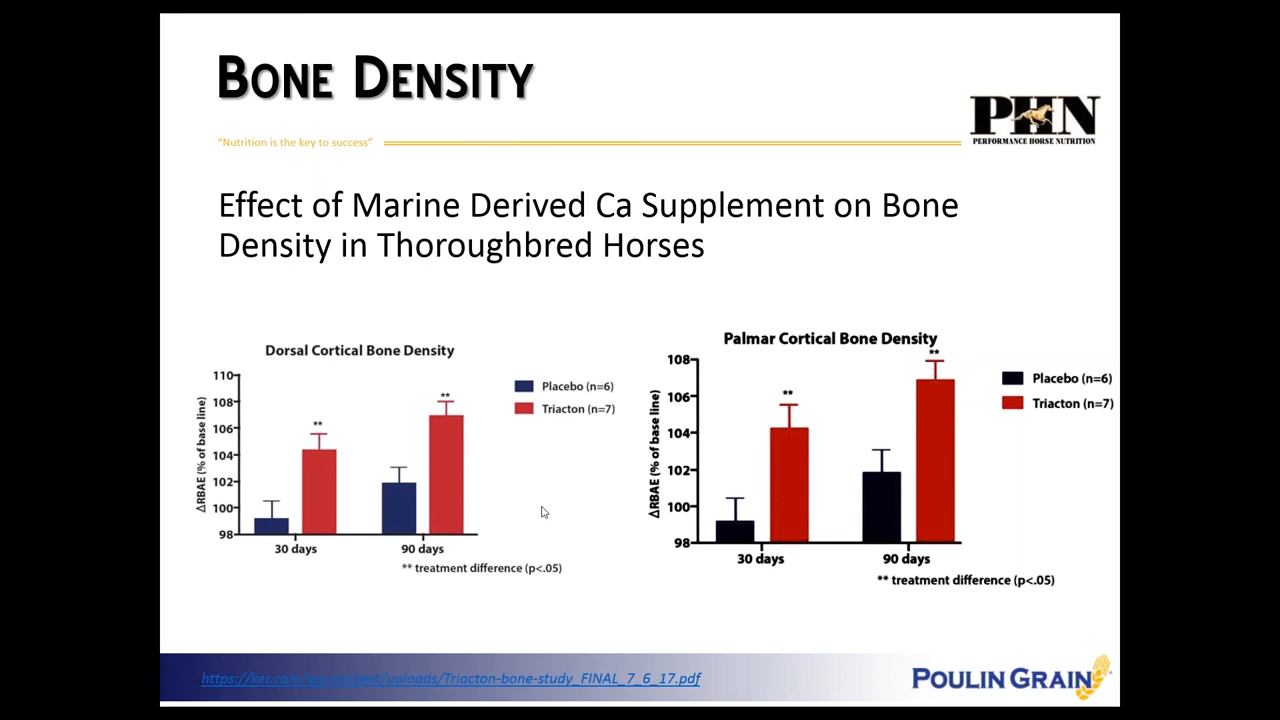 BONE DENSITY
"Nutrition is the key to success"
PHN
PERFORMANCE HORSE NUTRITION
Effect of Marine Derived Ca Supplement on Bone
Density in Thoroughbred Horses
Dorsal Cortical Bone Density
ΔRBAE (% of base line)
110
108
106
104
102
100
98
**
**
30 days
90 days
Placebo (n=6)
Triacton (n=7)
** treatment difference (p<.05)
Palmar Cortical Bone Density
ΔRBAE (% of base line)
108
106
104
102
100
98
**
**
30 days
90 days
Placebo (n=6)
Triacton (n=7)
** treatment difference (p<.05)
https://ker.com/wp-content/uploads/Triacton-bone-study_FINAL_7_6_17.pdf
POULIN GRAIN